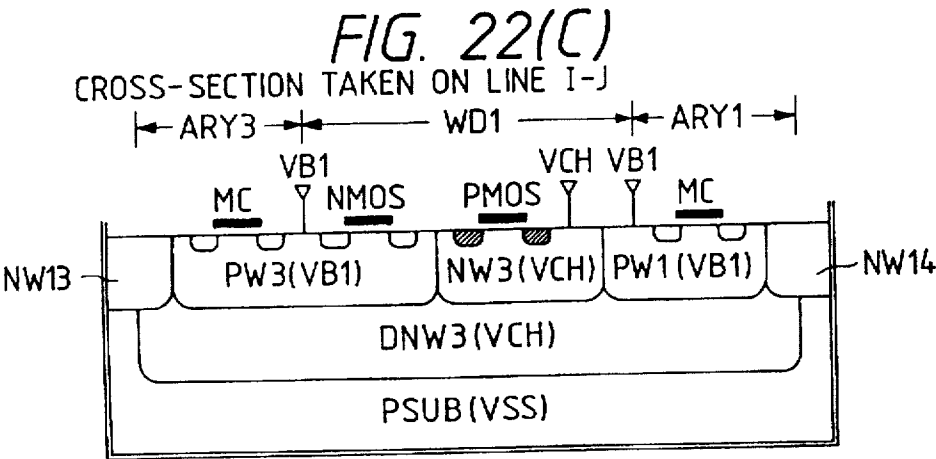 FIG. 22(C)
CROSS-SECTION TAKEN ON LINE I-J
ARY3 WD1 ARY1
VB1 VCH VB1
MC NMOS PMOS MC
NW13 PW3(VB1) NW3(VCH) PW1(VB1) NW14
DNW3(VCH)
PSUB(VSS)